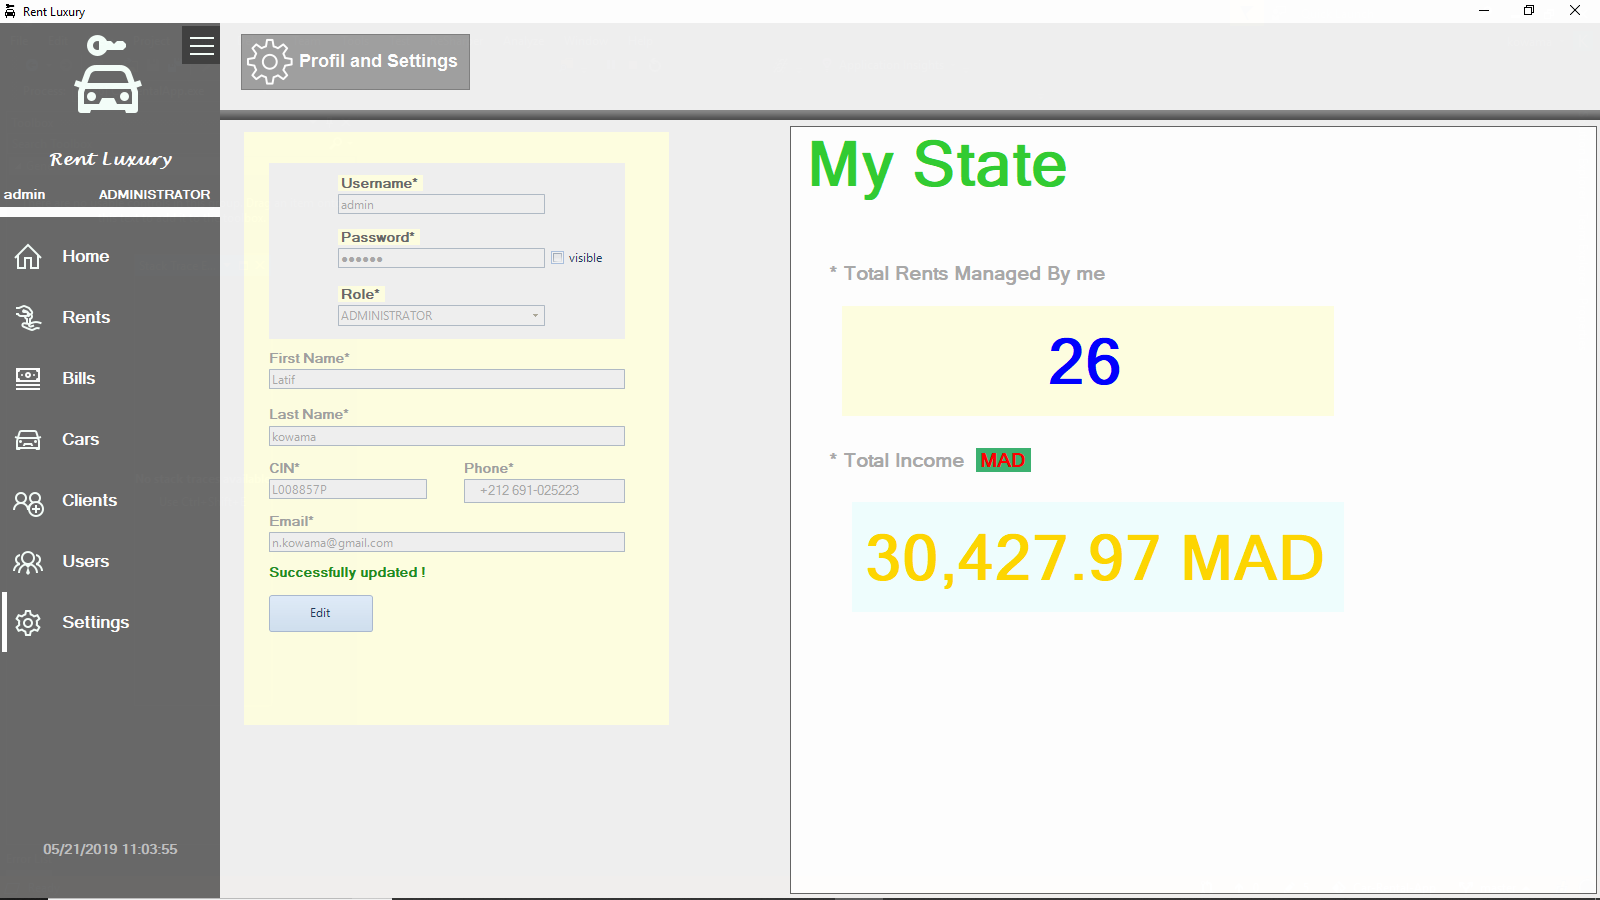 Rent Luxury
Rent Luxury
admin ADMINISTRATOR
Home
Rents
Bills
Cars
Clients
Users
Settings
05/21/2019 11:03:55
Profil and Settings
Username*
admin
Password*
●●●●●●
visible
Role*
ADMINISTRATOR
First Name*
Latif
Last Name*
kowama
CIN* Phone*
L008857P +212 691-025223
Email*
n.kowama@gmail.com
Successfully updated !
Edit
My State
* Total Rents Managed By me
26
* Total Income MAD
30,427.97 MAD